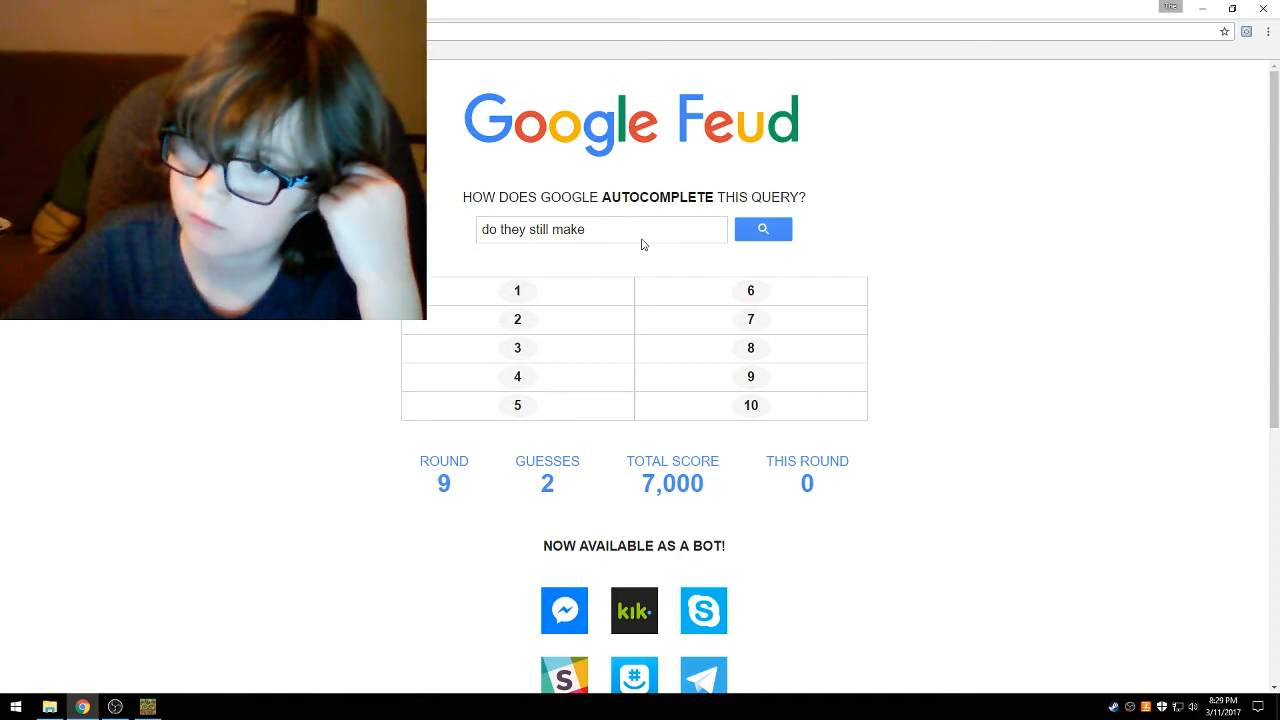 Google Feud
HOW DOES GOOGLE AUTOCOMPLETE THIS QUERY?
do they still make
1 6
2 7
3 8
4 9
5 10
ROUND GUESSES TOTAL SCORE THIS ROUND
9 2 7,000 0
NOW AVAILABLE AS A BOT!
kik
S #
8:29 PM
3/11/2017